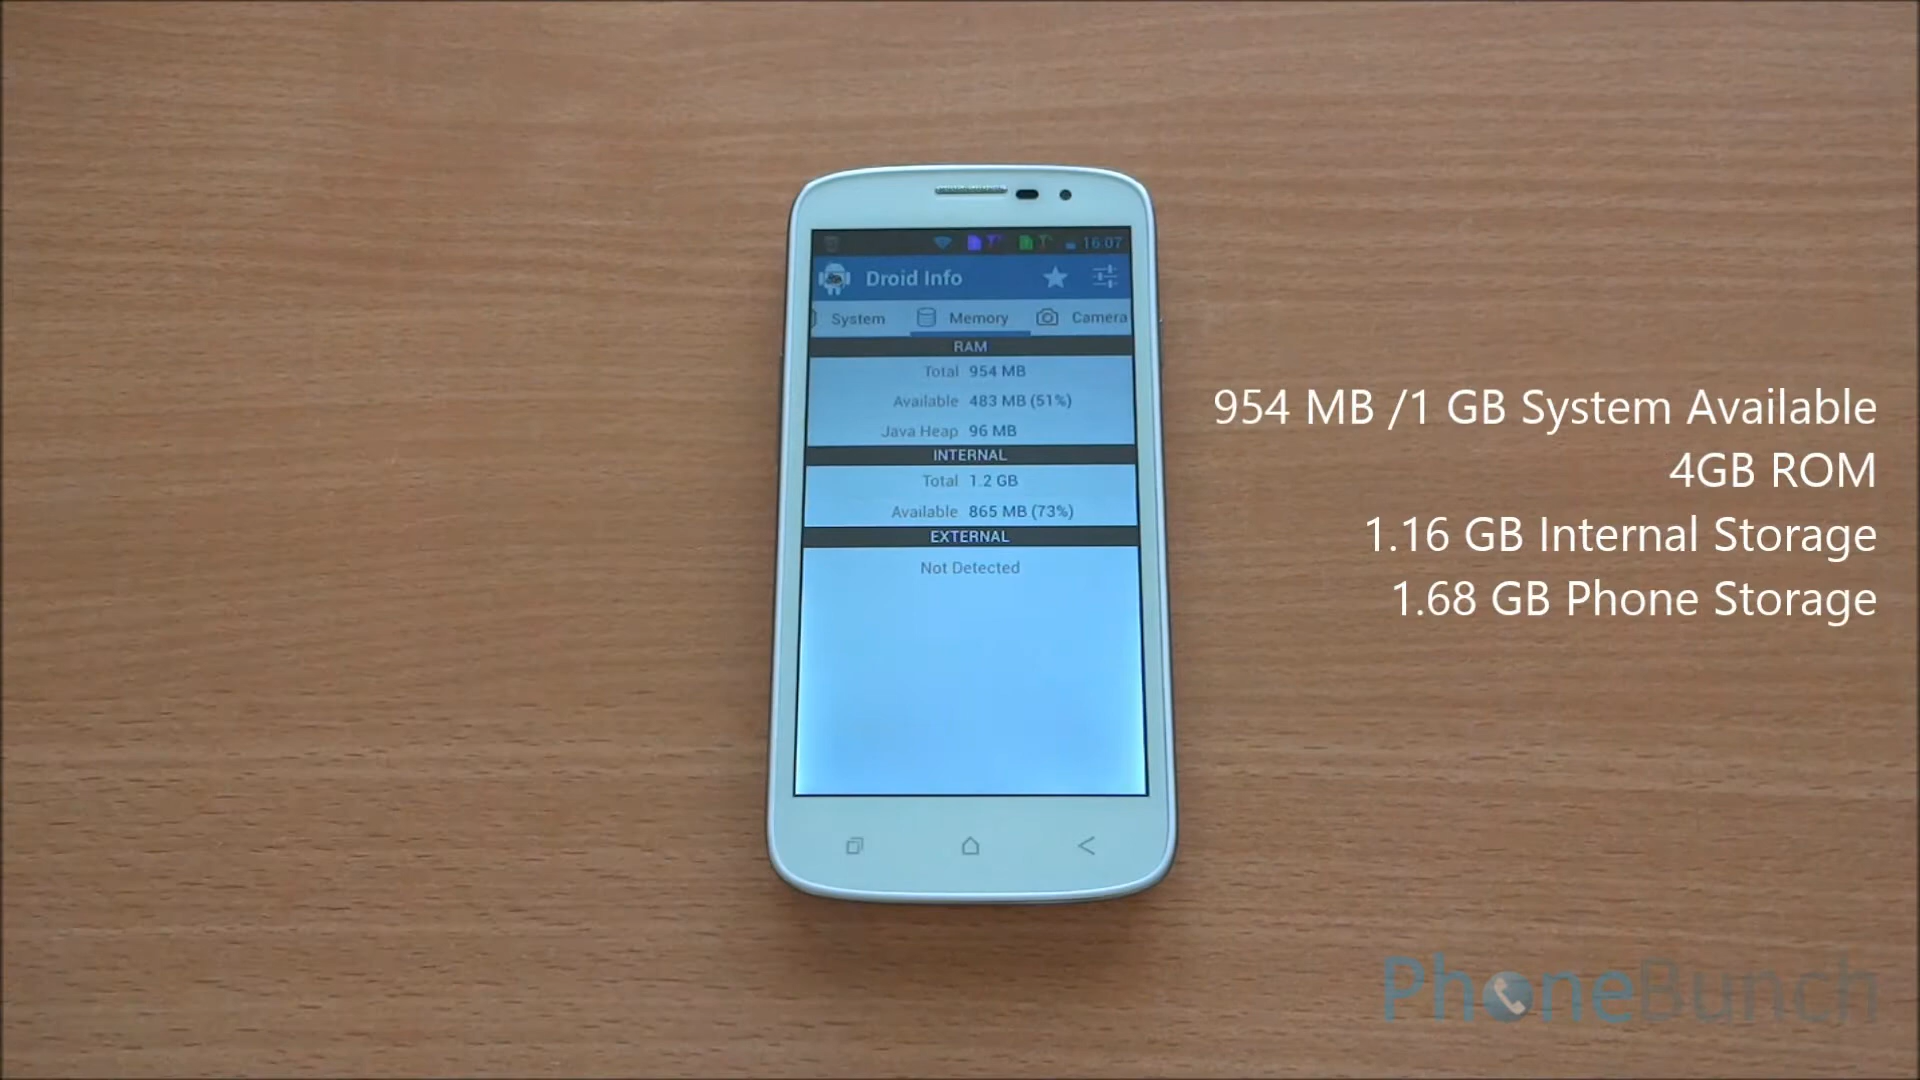 16:07
Droid Info
System Memory Camera
RAM
Total 954 MB
Available 483 MB (51%)
Java Heap 96 MB
INTERNAL
Total 1.2 GB
Available 865 MB (73%)
EXTERNAL
Not Detected
954 MB /1 GB System Available
4GB ROM
1.16 GB Internal Storage
1.68 GB Phone Storage
PhoneBunch